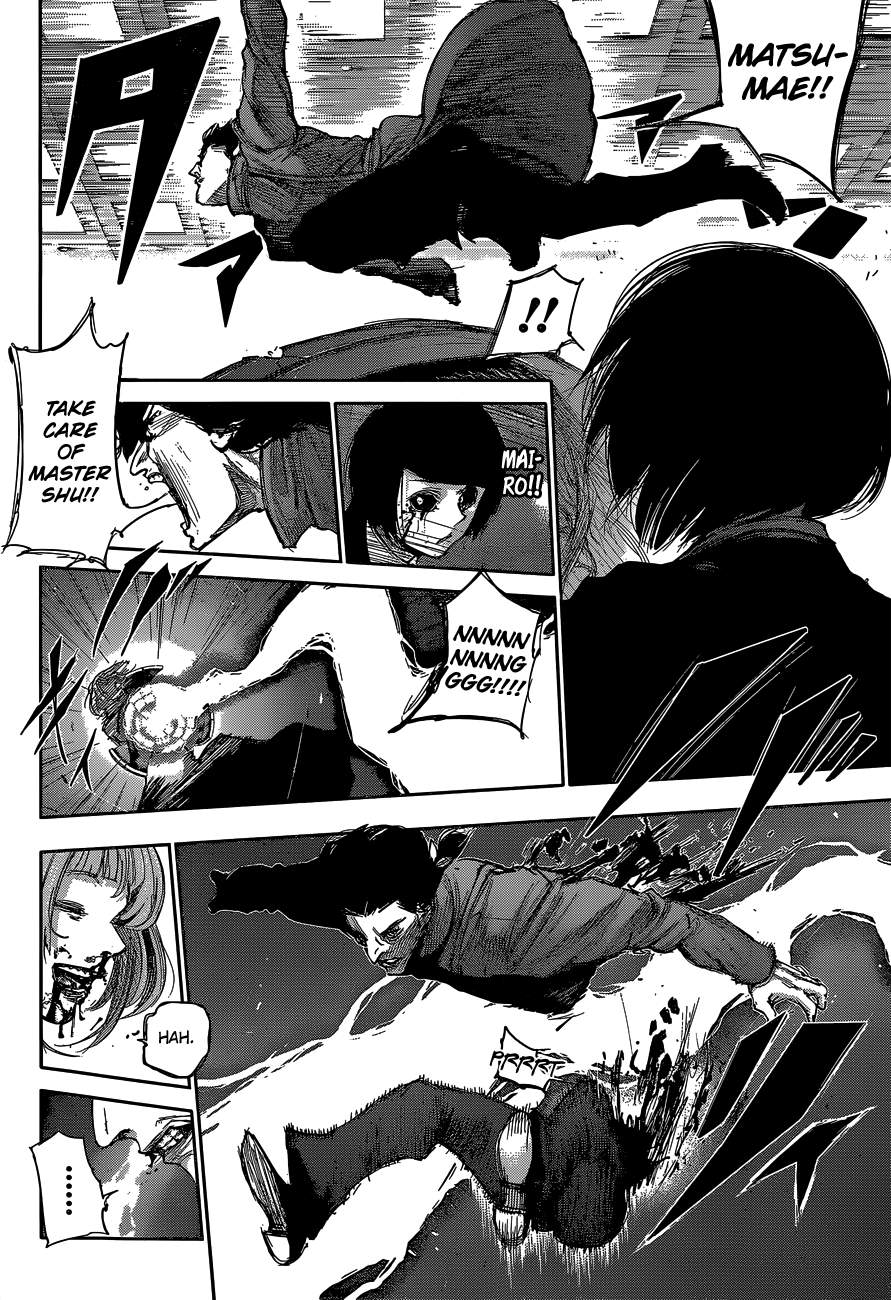 MATSU-
MAE!!
!!
MAI-
RO!!
TAKE
CARE
OF
MASTER
SHU!!
NNNNN
NNNNG
GGG!!!!
PRRRT
HAH.
......